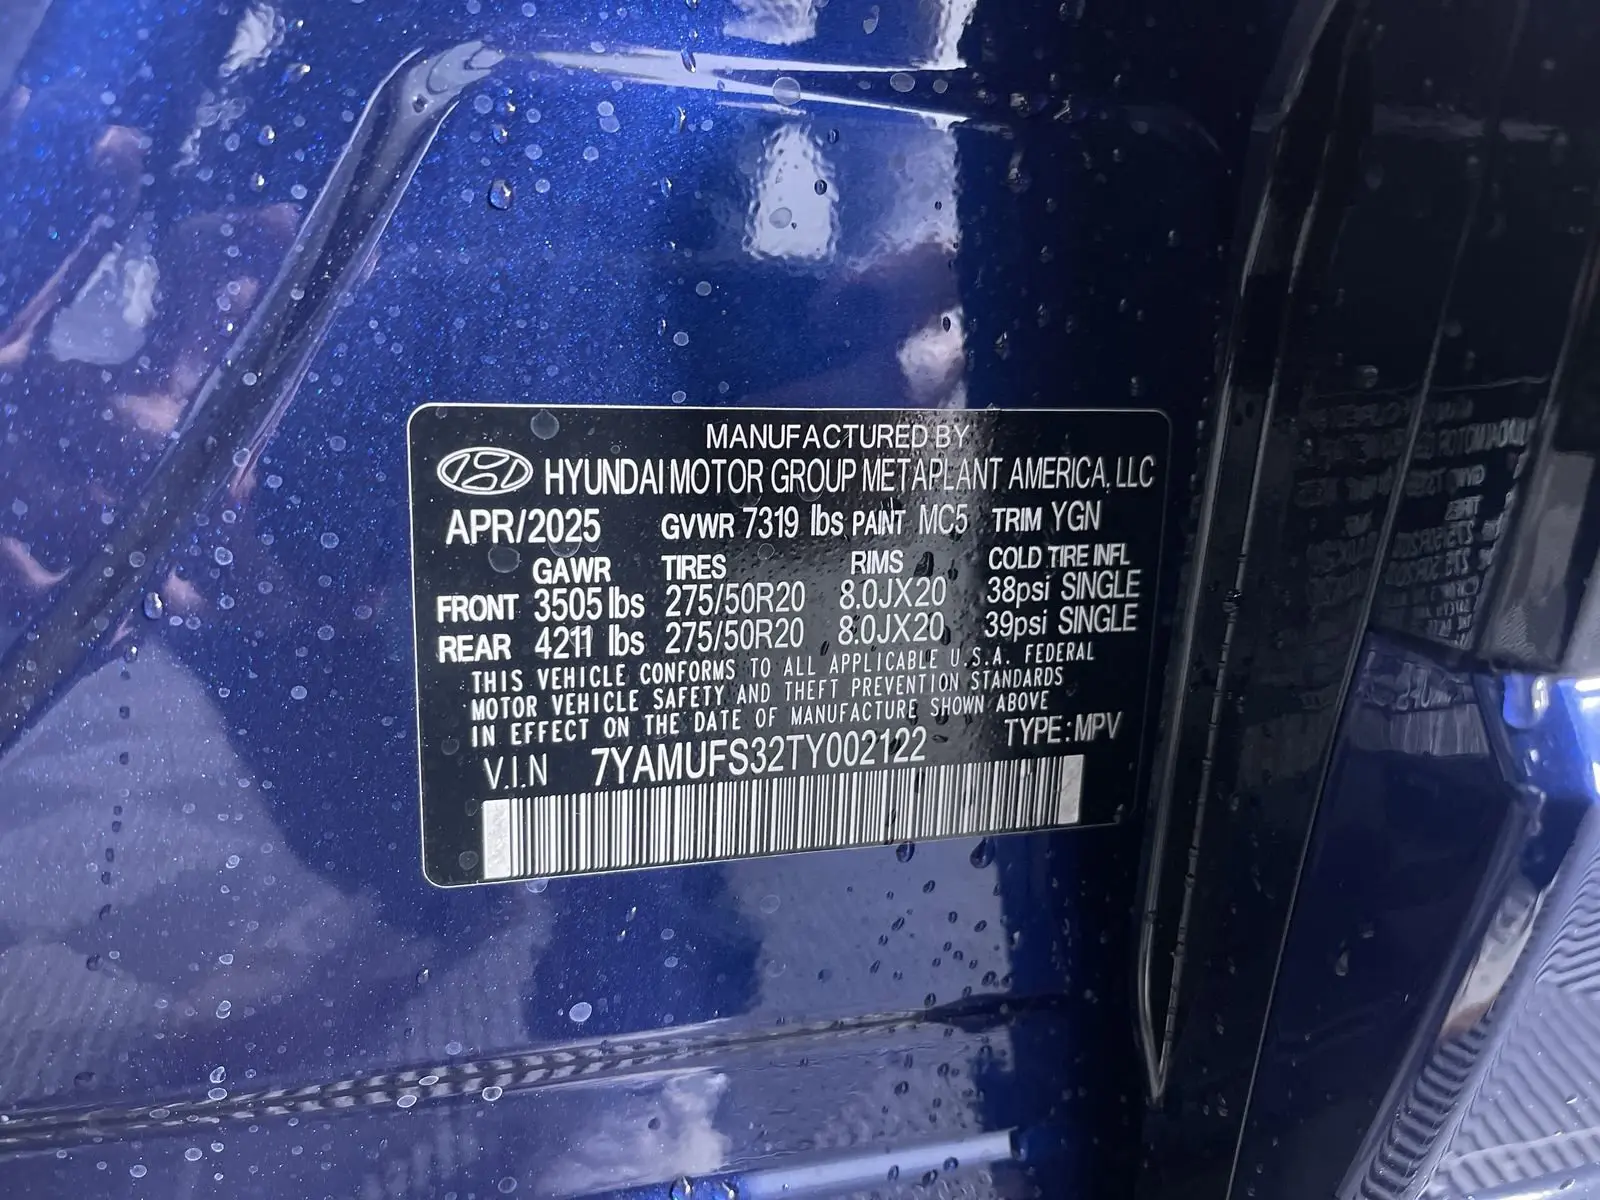 MANUFACTURED BY
HYUNDAI MOTOR GROUP METAPLANT AMERICA, LLC
APR/2025 GVWR 7319 lbs PAINT MC5 TRIM YGN
GAWR TIRES RIMS COLD TIRE INFL
FRONT 3505 lbs 275/50R20 8.0JX20 38psi SINGLE
REAR 4211 lbs 275/50R20 8.0JX20 39psi SINGLE
THIS VEHICLE CONFORMS TO ALL APPLICABLE U.S.A. FEDERAL
MOTOR VEHICLE SAFETY AND THEFT PREVENTION STANDARDS
IN EFFECT ON THE DATE OF MANUFACTURE SHOWN ABOVE
V.I.N 7YAMUFS32TY002122 TYPE:MPV